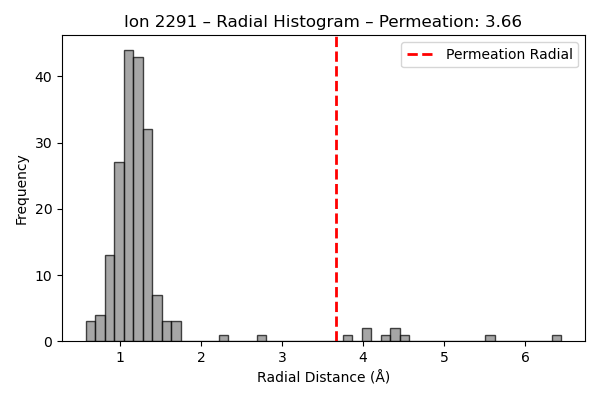 Ion 2291 – Radial Histogram – Permeation: 3.66
Permeation Radial
Frequency
40
30
20
10
0
1 2 3 4 5 6
Radial Distance (Å)